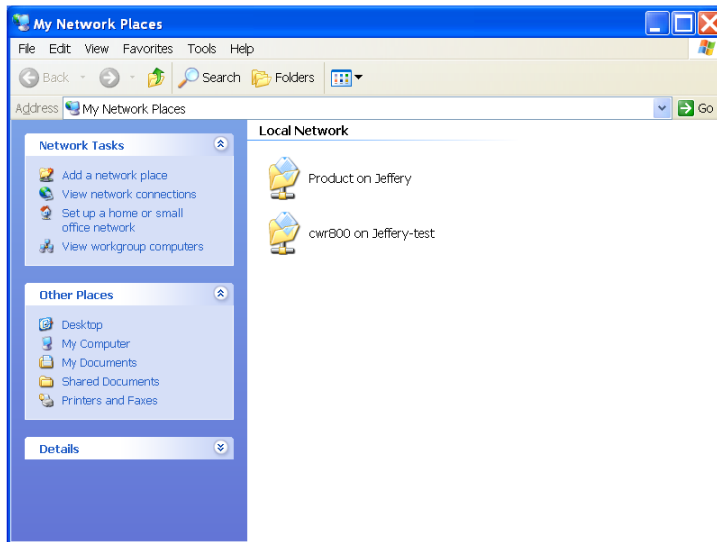 My Network Places
File Edit View Favorites Tools Help
Back Search Folders
Address My Network Places Go
Network Tasks
Add a network place
View network connections
Set up a home or small
office network
View workgroup computers
Other Places
Desktop
My Computer
My Documents
Shared Documents
Printers and Faxes
Details
Local Network
Product on Jeffery
cwr800 on Jeffery-test